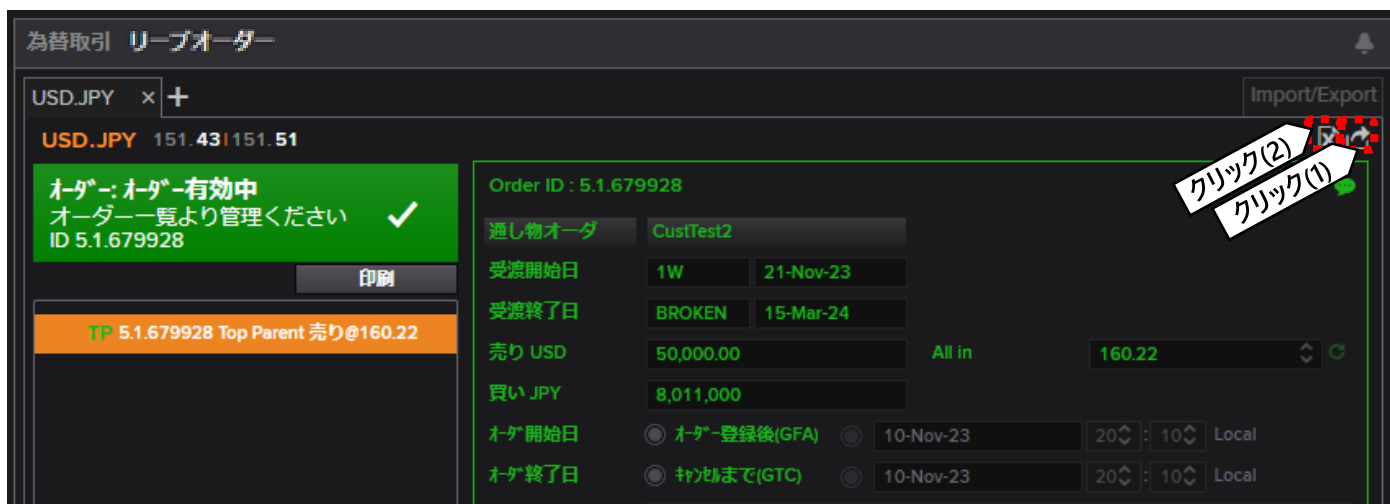 為替取引 リーブオーダー
USD.JPY × +
Import/Export
USD.JPY 151.43|151.51
クリック(2)
クリック(1)
ｵｰﾀﾞｰ: ｵｰﾀﾞｰ有効中
オーダー一覧より管理ください
ID 5.1.679928
印刷
TP 5.1.679928 Top Parent 売り@160.22
Order ID : 5.1.679928
通し物オーダ CustTest2
受渡開始日 1W 21-Nov-23
受渡終了日 BROKEN 15-Mar-24
売り USD 50,000.00 All in 160.22
買い JPY 8,011,000
ｵｰﾀﾞ開始日 ｵｰﾀﾞｰ登録後(GFA) 10-Nov-23 20 : 10 Local
ｵｰﾀﾞ終了日 ｷｬﾝｾﾙまで(GTC) 10-Nov-23 20 : 10 Local